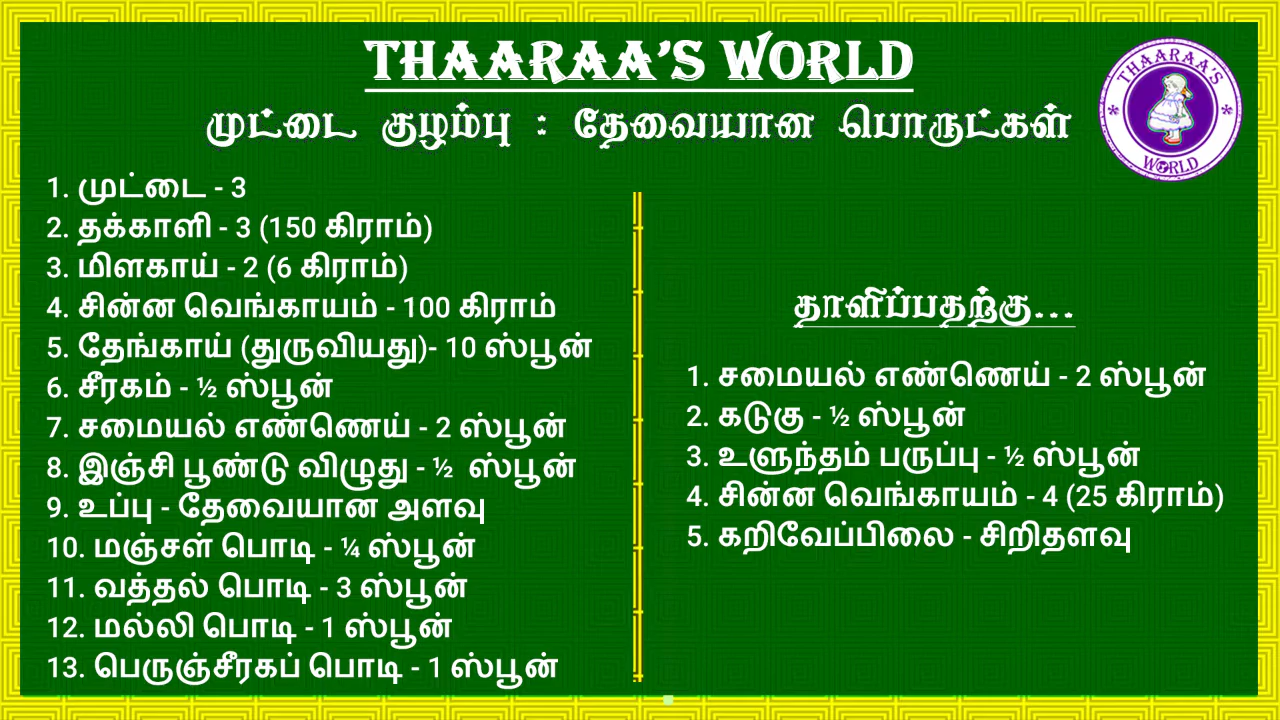 THAARAA'S WORLD
முட்டை குழம்பு : தேவையான பொருட்கள்
THAARAA'S
WORLD
1. முட்டை - 3
2. தக்காளி - 3 (150 கிராம்)
3. மிளகாய் - 2 (6 கிராம்)
4. சின்ன வெங்காயம் - 100 கிராம்
5. தேங்காய் (துருவியது)- 10 ஸ்பூன்
6. சீரகம் - ½ ஸ்பூன்
7. சமையல் எண்ணெய் - 2 ஸ்பூன்
8. இஞ்சி பூண்டு விழுது - ½ ஸ்பூன்
9. உப்பு - தேவையான அளவு
10. மஞ்சள் பொடி - ¼ ஸ்பூன்
11. வத்தல் பொடி - 3 ஸ்பூன்
12. மல்லி பொடி - 1 ஸ்பூன்
13. பெருஞ்சீரகப் பொடி - 1 ஸ்பூன்
தாளிப்பதற்கு...
1. சமையல் எண்ணெய் - 2 ஸ்பூன்
2. கடுகு - ½ ஸ்பூன்
3. உளுந்தம் பருப்பு - ½ ஸ்பூன்
4. சின்ன வெங்காயம் - 4 (25 கிராம்)
5. கறிவேப்பிலை - சிறிதளவு